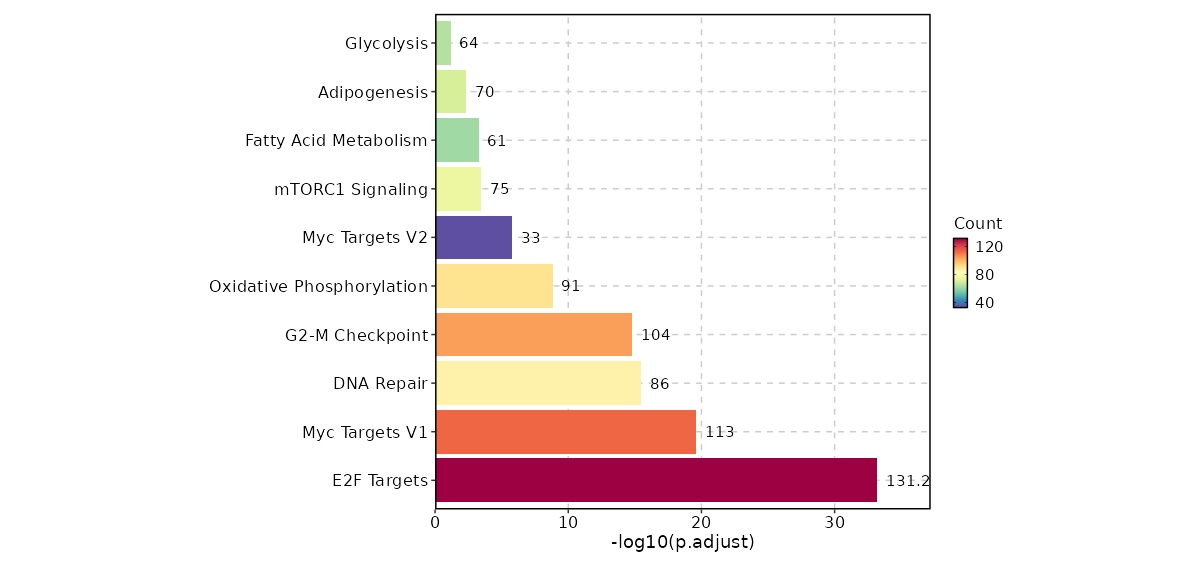 Glycolysis 64
Adipogenesis 70
Fatty Acid Metabolism 61
mTORC1 Signaling 75
Myc Targets V2 33
Oxidative Phosphorylation 91
G2-M Checkpoint 104
DNA Repair 86
Myc Targets V1 113
E2F Targets 131.2
0 10 20 30
-log10(p.adjust)
Count
120
80
40